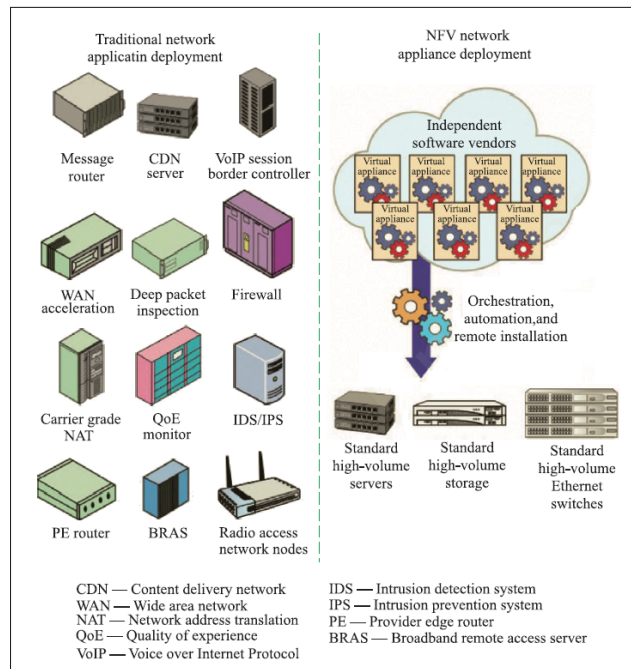 Traditional network
applicatin deployment
Message
router
CDN
server
VoIP session
border controller
WAN
acceleration
Deep packet
inspection
Firewall
Carrier grade
NAT
QoE
monitor
IDS/IPS
PE router
BRAS
Radio access
network nodes
NFV network
appliance deployment
Independent
software vendors
Virtual
appliance
Virtual
appliance
Virtual
appliance
Virtual
appliance
Virtual
appliance
Virtual
appliance
Virtual
appliance
Orchestration,
automation,and
remote installation
Standard
high-volume
servers
Standard
high-volume
storage
Standard
high-volume
Ethernet
switches
CDN — Content delivery network
WAN — Wide area network
NAT — Network address translation
QoE — Quality of experience
VoIP — Voice over Internet Protocol
IDS — Intrusion detection system
IPS — Intrusion prevention system
PE — Provider edge router
BRAS — Broadband remote access server